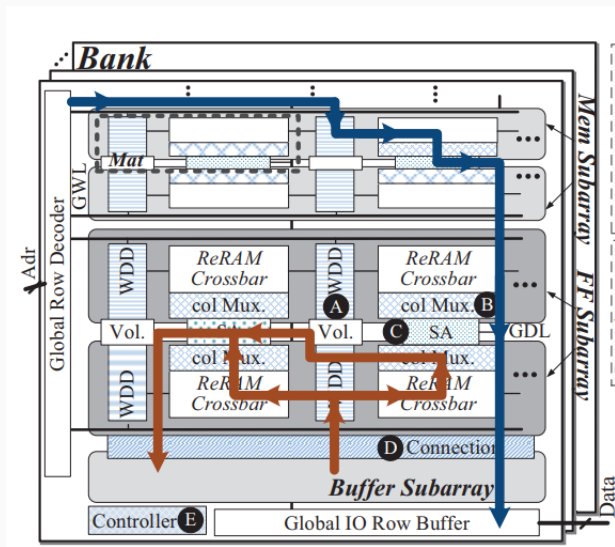 Bank
Mem Subarray
FF Subarray
Mat
GWL
Global Row Decoder
Adr
WDD
WDD
ReRAM
Crossbar
ReRAM
Crossbar
A
B
col Mux.
col Mux.
Vol.
Vol.
C
SA
GDL
col Mux.
col Mux.
WDD
DD
ReRAM
Crossbar
ReRAM
Crossbar
D Connection
Buffer Subarray
Controller E
Global IO Row Buffer
Data